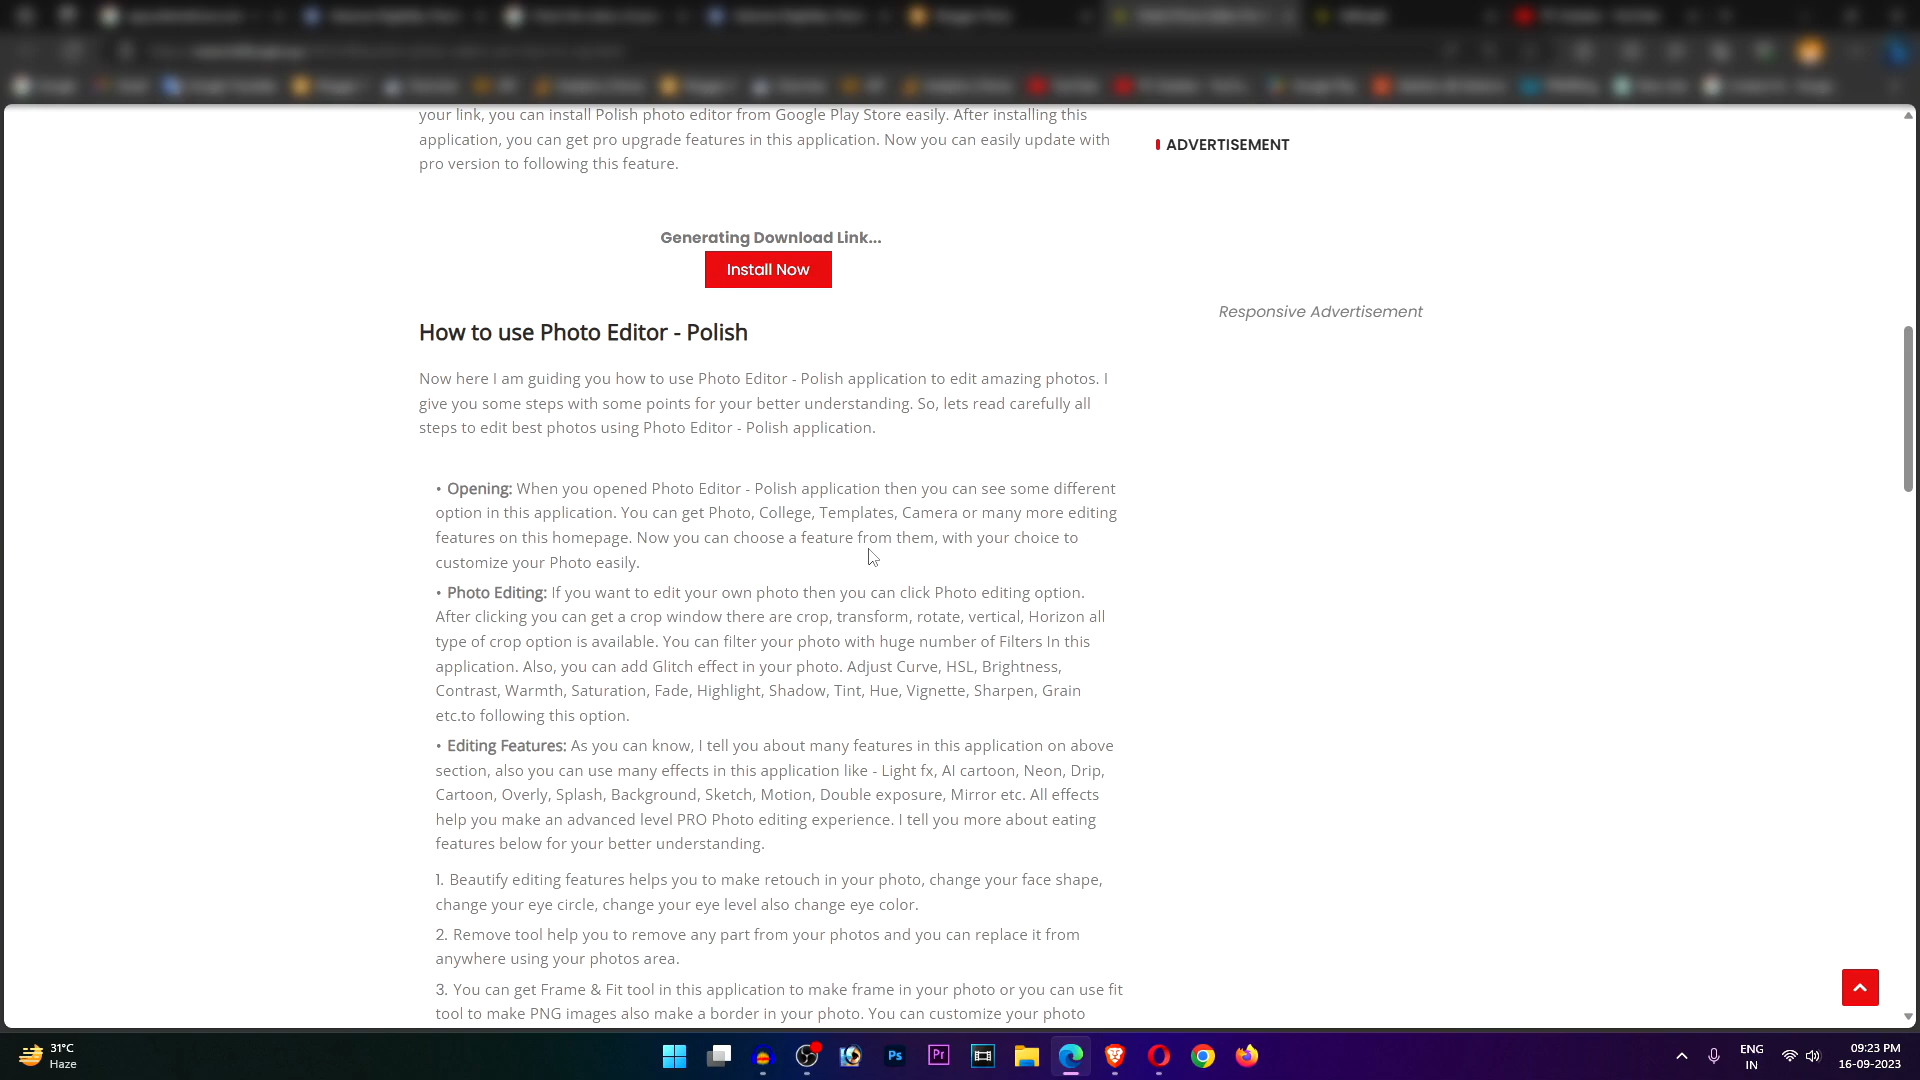 your link, you can install Polish photo editor from Google Play Store easily. After installing this
application, you can get pro upgrade features in this application. Now you can easily update with
pro version to following this feature.
ADVERTISEMENT
Generating Download Link...
Install Now
Responsive Advertisement
How to use Photo Editor - Polish
Now here I am guiding you how to use Photo Editor - Polish application to edit amazing photos. I
give you some steps with some points for your better understanding. So, lets read carefully all
steps to edit best photos using Photo Editor - Polish application.
• Opening: When you opened Photo Editor - Polish application then you can see some different
option in this application. You can get Photo, College, Templates, Camera or many more editing
features on this homepage. Now you can choose a feature from them, with your choice to
customize your Photo easily.
• Photo Editing: If you want to edit your own photo then you can click Photo editing option.
After clicking you can get a crop window there are crop, transform, rotate, vertical, Horizon all
type of crop option is available. You can filter your photo with huge number of Filters In this
application. Also, you can add Glitch effect in your photo. Adjust Curve, HSL, Brightness,
Contrast, Warmth, Saturation, Fade, Highlight, Shadow, Tint, Hue, Vignette, Sharpen, Grain
etc.to following this option.
• Editing Features: As you can know, I tell you about many features in this application on above
section, also you can use many effects in this application like - Light fx, AI cartoon, Neon, Drip,
Cartoon, Overly, Splash, Background, Sketch, Motion, Double exposure, Mirror etc. All effects
help you make an advanced level PRO Photo editing experience. I tell you more about eating
features below for your better understanding.
1. Beautify editing features helps you to make retouch in your photo, change your face shape,
change your eye circle, change your eye level also change eye color.
2. Remove tool help you to remove any part from your photos and you can replace it from
anywhere using your photos area.
3. You can get Frame & Fit tool in this application to make frame in your photo or you can use fit
tool to make PNG images also make a border in your photo. You can customize your photo
31°C
Haze
Ps
Pr
ENG
IN
09:23 PM
16-09-2023